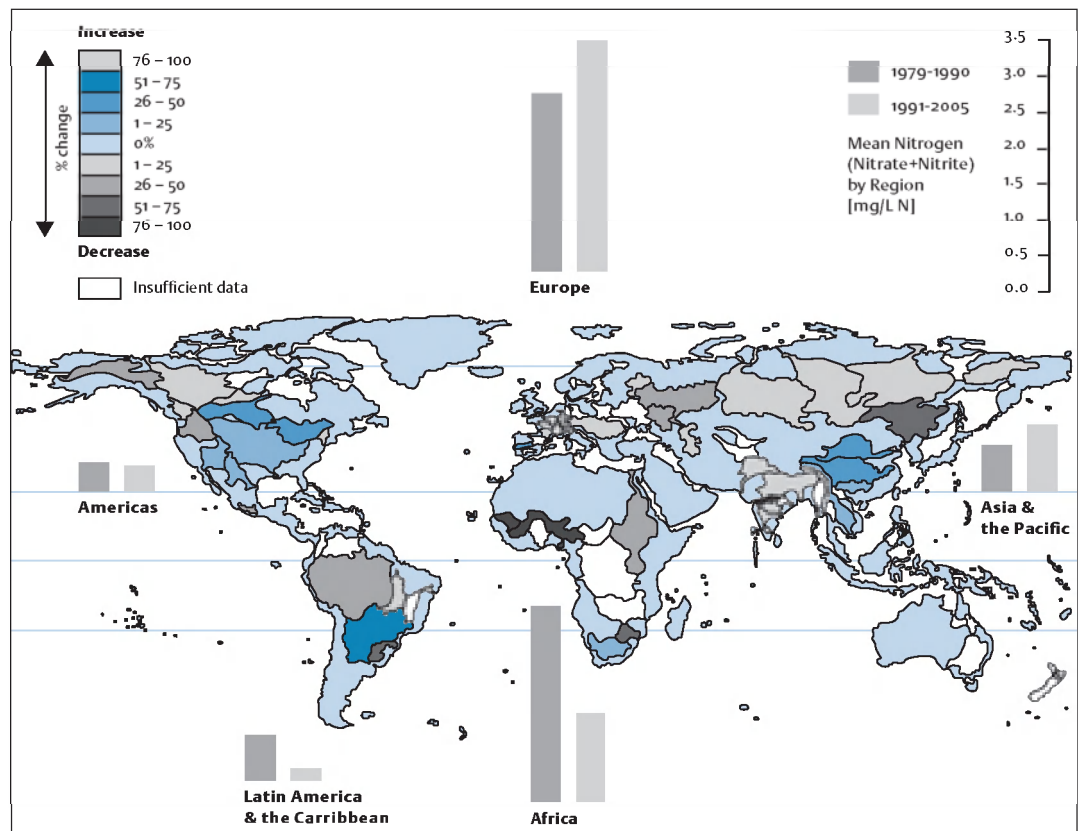 Increase
76 – 100
51 – 75
26 – 50
1 – 25
0%
1 – 25
26 – 50
51 – 75
76 – 100
% change
Decrease
Insufficient data
Europe
1979-1990
1991-2005
Mean Nitrogen
(Nitrate+Nitrite)
by Region
[mg/L N]
3.5
3.0
2.5
2.0
1.5
1.0
0.5
0.0
Americas
Asia &
the Pacific
Latin America
& the Carribbean
Africa